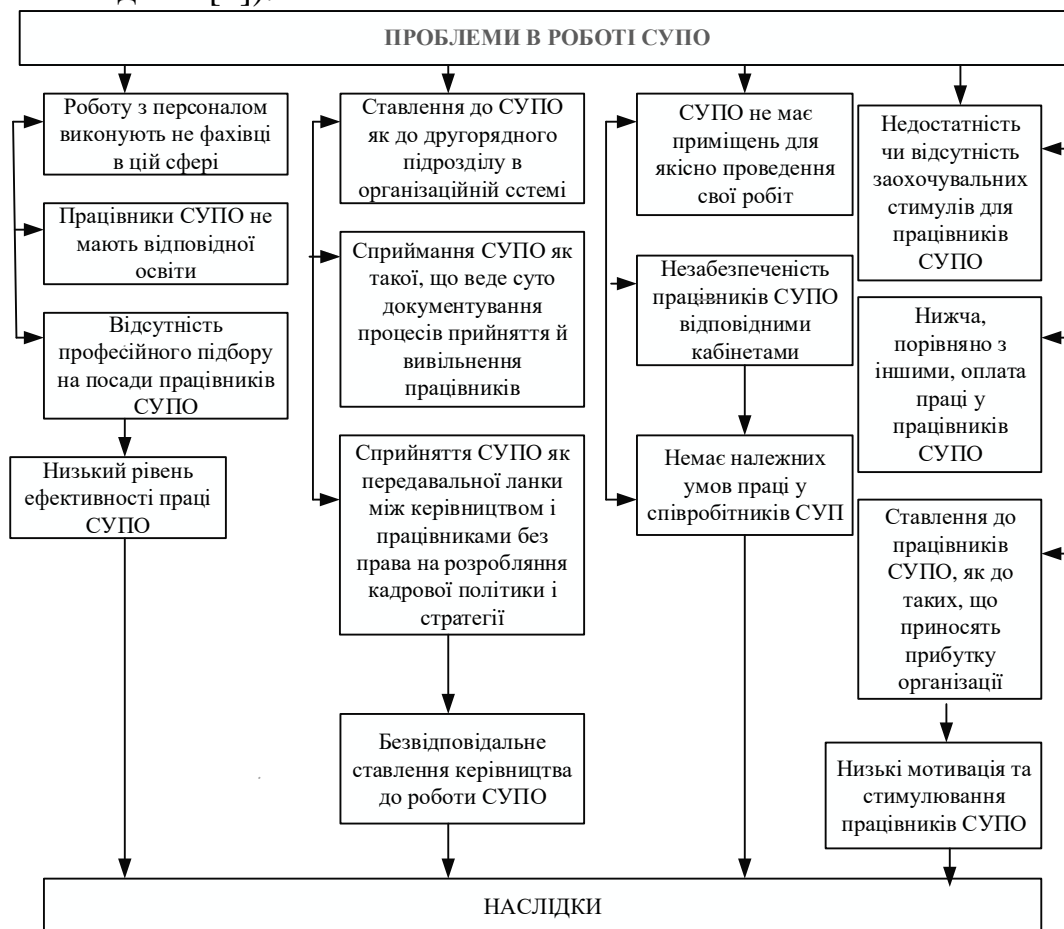 ПРОБЛЕМИ В РОБОТІ СУПО
Роботу з персоналом
виконують не фахівці
в цій сфері
Працівники СУПО не
мають відповідної
освіти
Відсутність
професійного підбору
на посади працівників
СУПО
Низький рівень
ефективності праці
СУПО
Ставлення до СУПО
як до другорядного
підрозділу в
організаційній сстемі
Сприймання СУПО як
такої, що веде суто
документування
процесів прийняття й
вивільнення
працівників
Сприйняття СУПО як
передавальної ланки
між керівництвом і
працівниками без
права на розробляння
кадрової політики і
стратегії
Безвідповідальне
ставлення керівництва
до роботи СУПО
СУПО не має
приміщень для
якісно проведення
свої робіт
Незабезпеченість
працівників СУПО
відповідними
кабінетами
Немає належних
умов праці у
співробітників СУП
Недостатність
чи відсутність
заохочувальних
стимулів для
працівників
СУПО
Нижча,
порівняно з
іншими, оплата
праці у
працівників
СУПО
Ставлення до
працівників
СУПО, як до
таких, що
приносять
прибутку
організації
Низькі мотивація та
стимулювання
працівників СУПО
НАСЛІДКИ